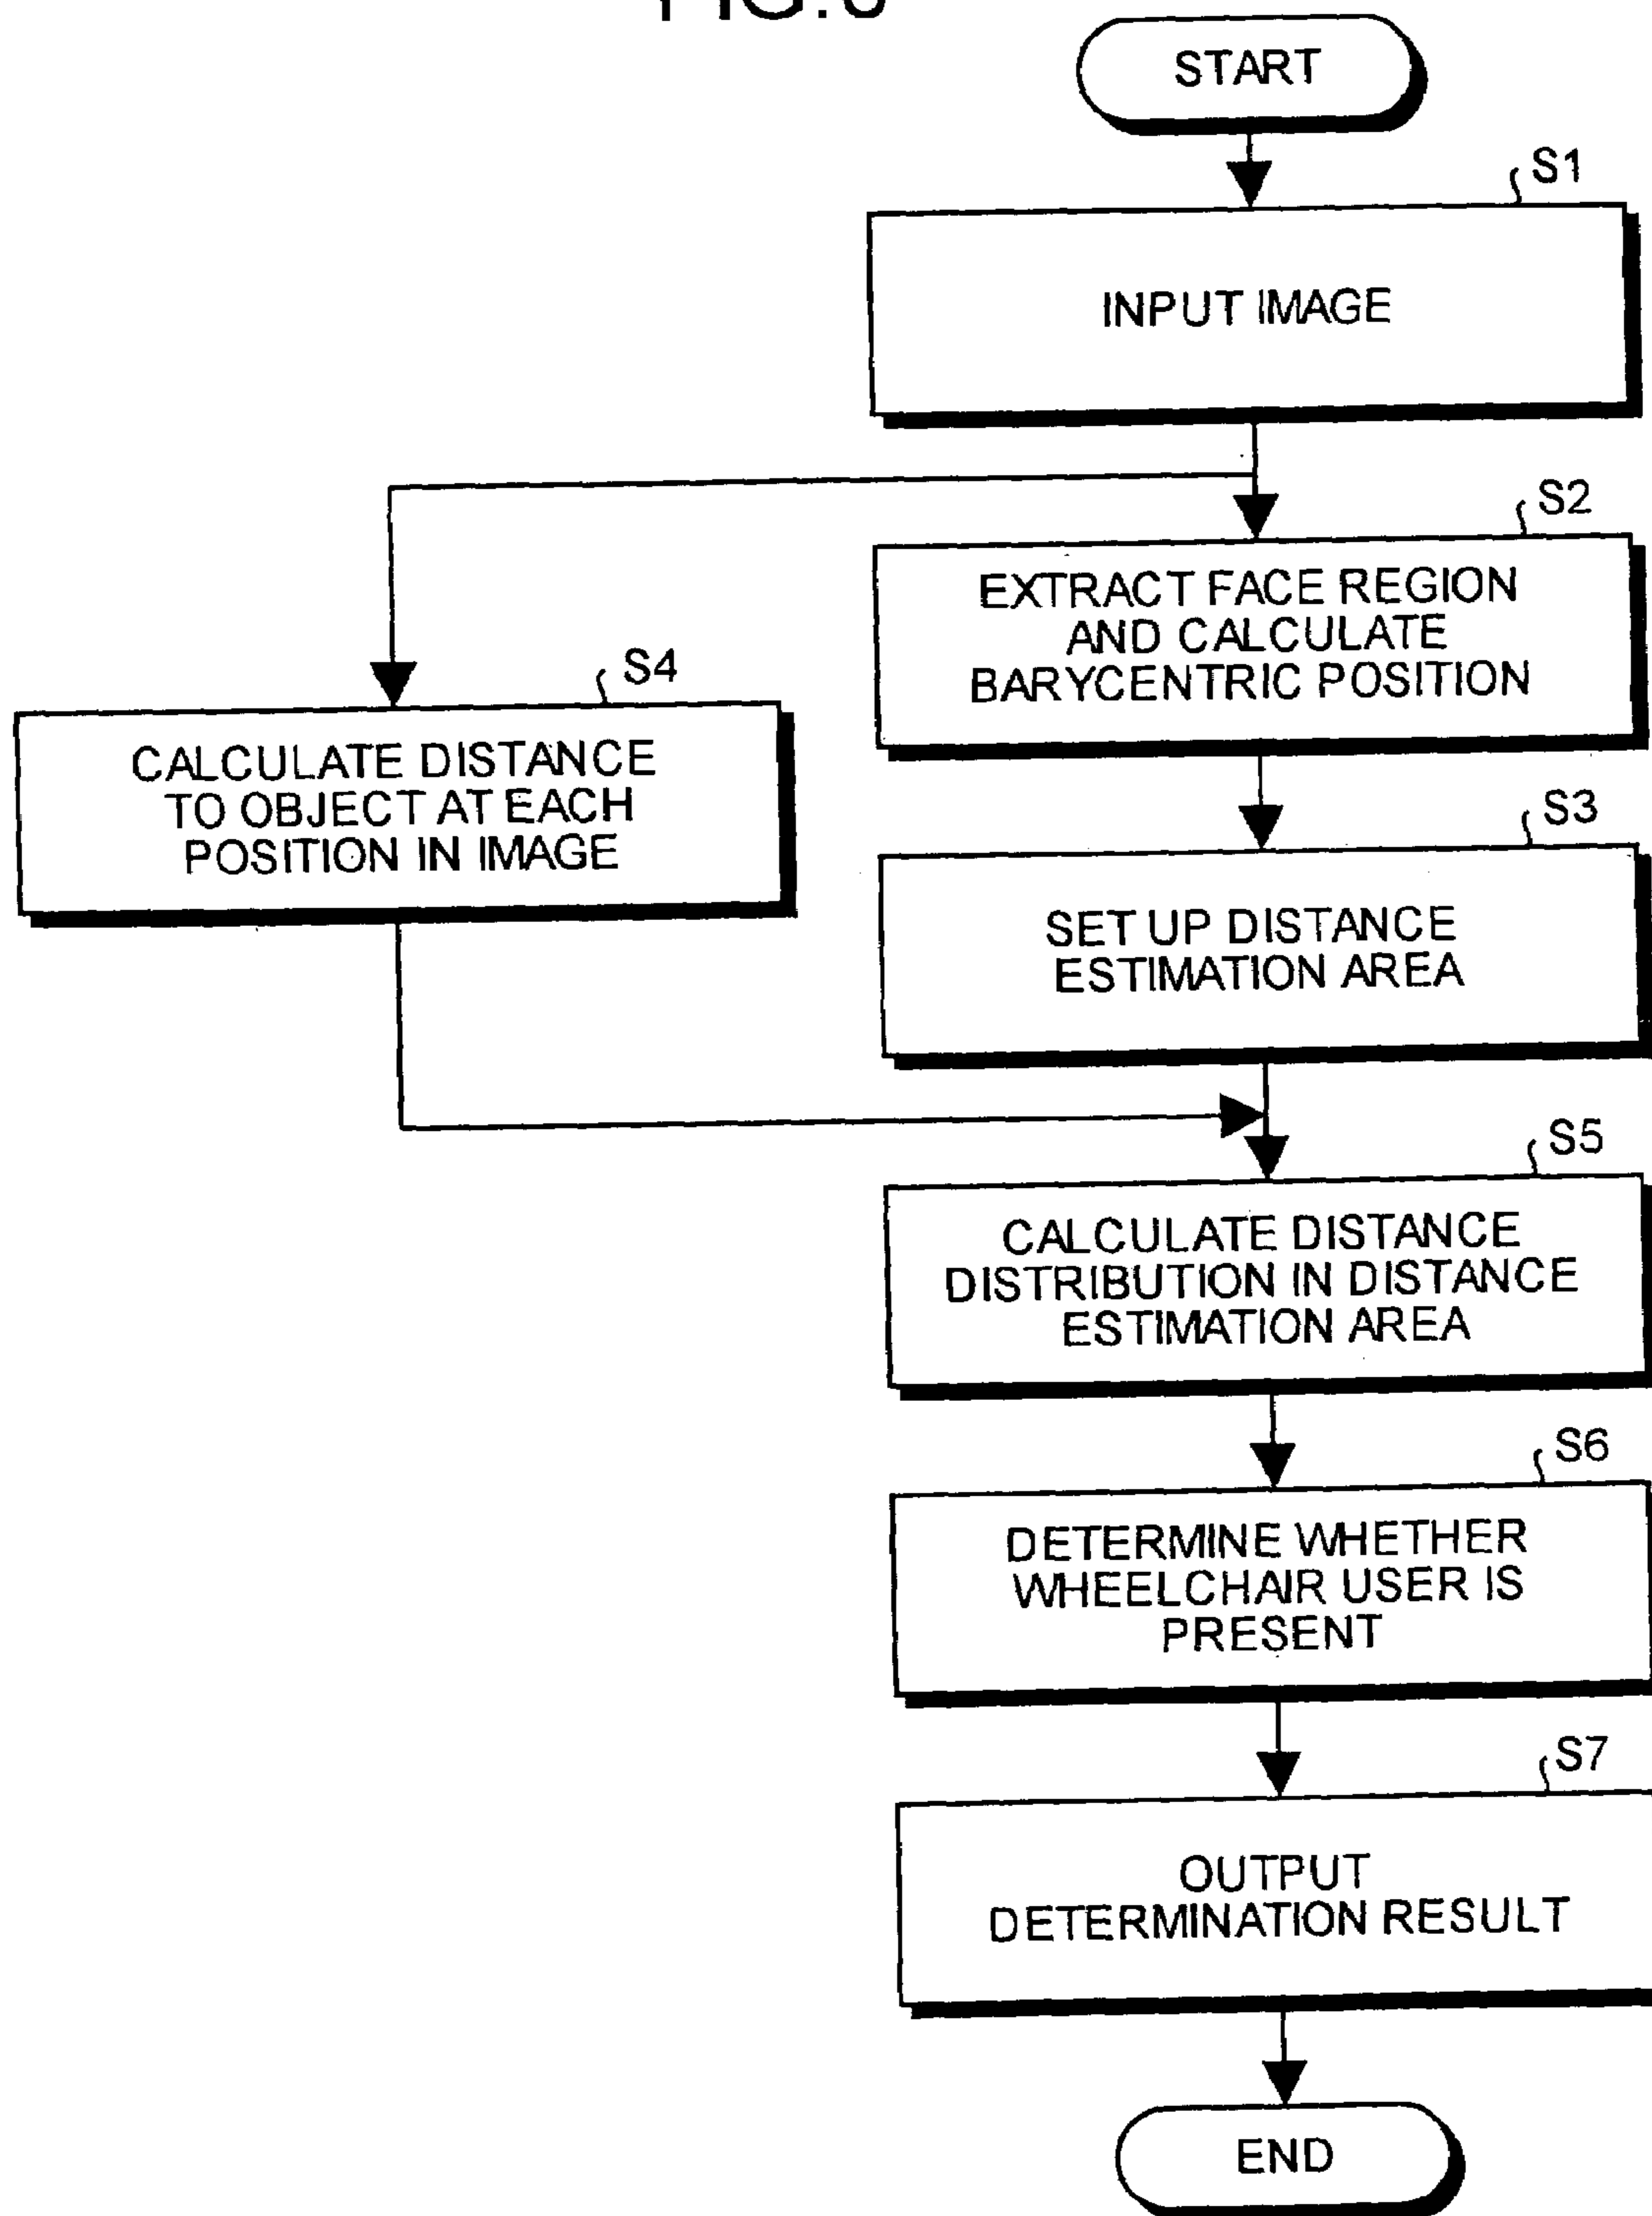 START
S1
INPUT IMAGE
S2
EXTRACT FACE REGION
AND CALCULATE
BARYCENTRIC POSITION
S4
CALCULATE DISTANCE
TO OBJECT AT EACH
POSITION IN IMAGE
S3
SET UP DISTANCE
ESTIMATION AREA
S5
CALCULATE DISTANCE
DISTRIBUTION IN DISTANCE
ESTIMATION AREA
S6
DETERMINE WHETHER
WHEELCHAIR USER IS
PRESENT
S7
OUTPUT
DETERMINATION RESULT
END